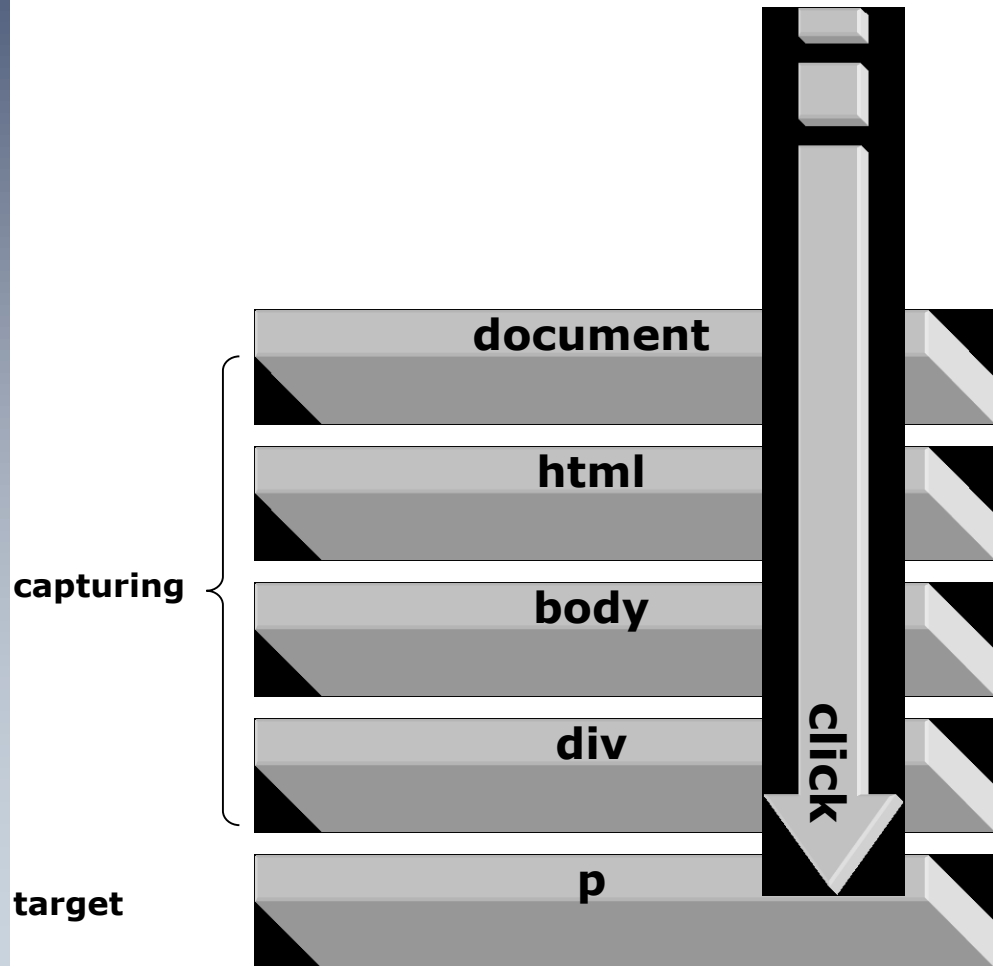 document
html
capturing
body
div
click
p
target